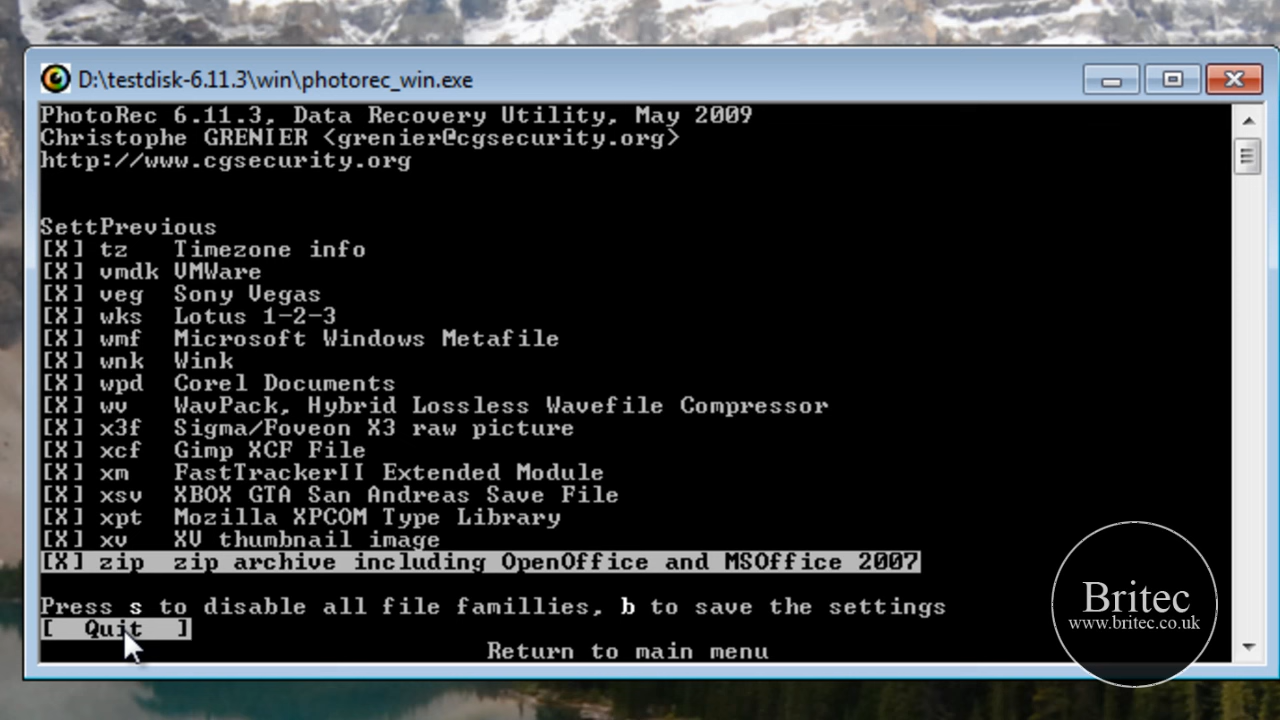 D:\testdisk-6.11.3\win\photorec_win.exe
PhotoRec 6.11.3, Data Recovery Utility, May 2009
Christophe GRENIER <grenier@cgsecurity.org>
http://www.cgsecurity.org
SettPrevious
[X] tz Timezone info
[X] vmdk VMWare
[X] veg Sony Vegas
[X] wks Lotus 1-2-3
[X] wmf Microsoft Windows Metafile
[X] wnk Wink
[X] wpd Corel Documents
[X] wv WavPack, Hybrid Lossless Wavefile Compressor
[X] x3f Sigma/Foveon X3 raw picture
[X] xcf Gimp XCF File
[X] xm FastTrackerII Extended Module
[X] xsv XBOX GTA San Andreas Save File
[X] xpt Mozilla XPCOM Type Library
[X] xv XV thumbnail image
[X] zip zip archive including OpenOffice and MSOffice 2007
Press s to disable all file famillies, b to save the settings
[ Quit ]
Return to main menu
Britec
www.britec.co.uk